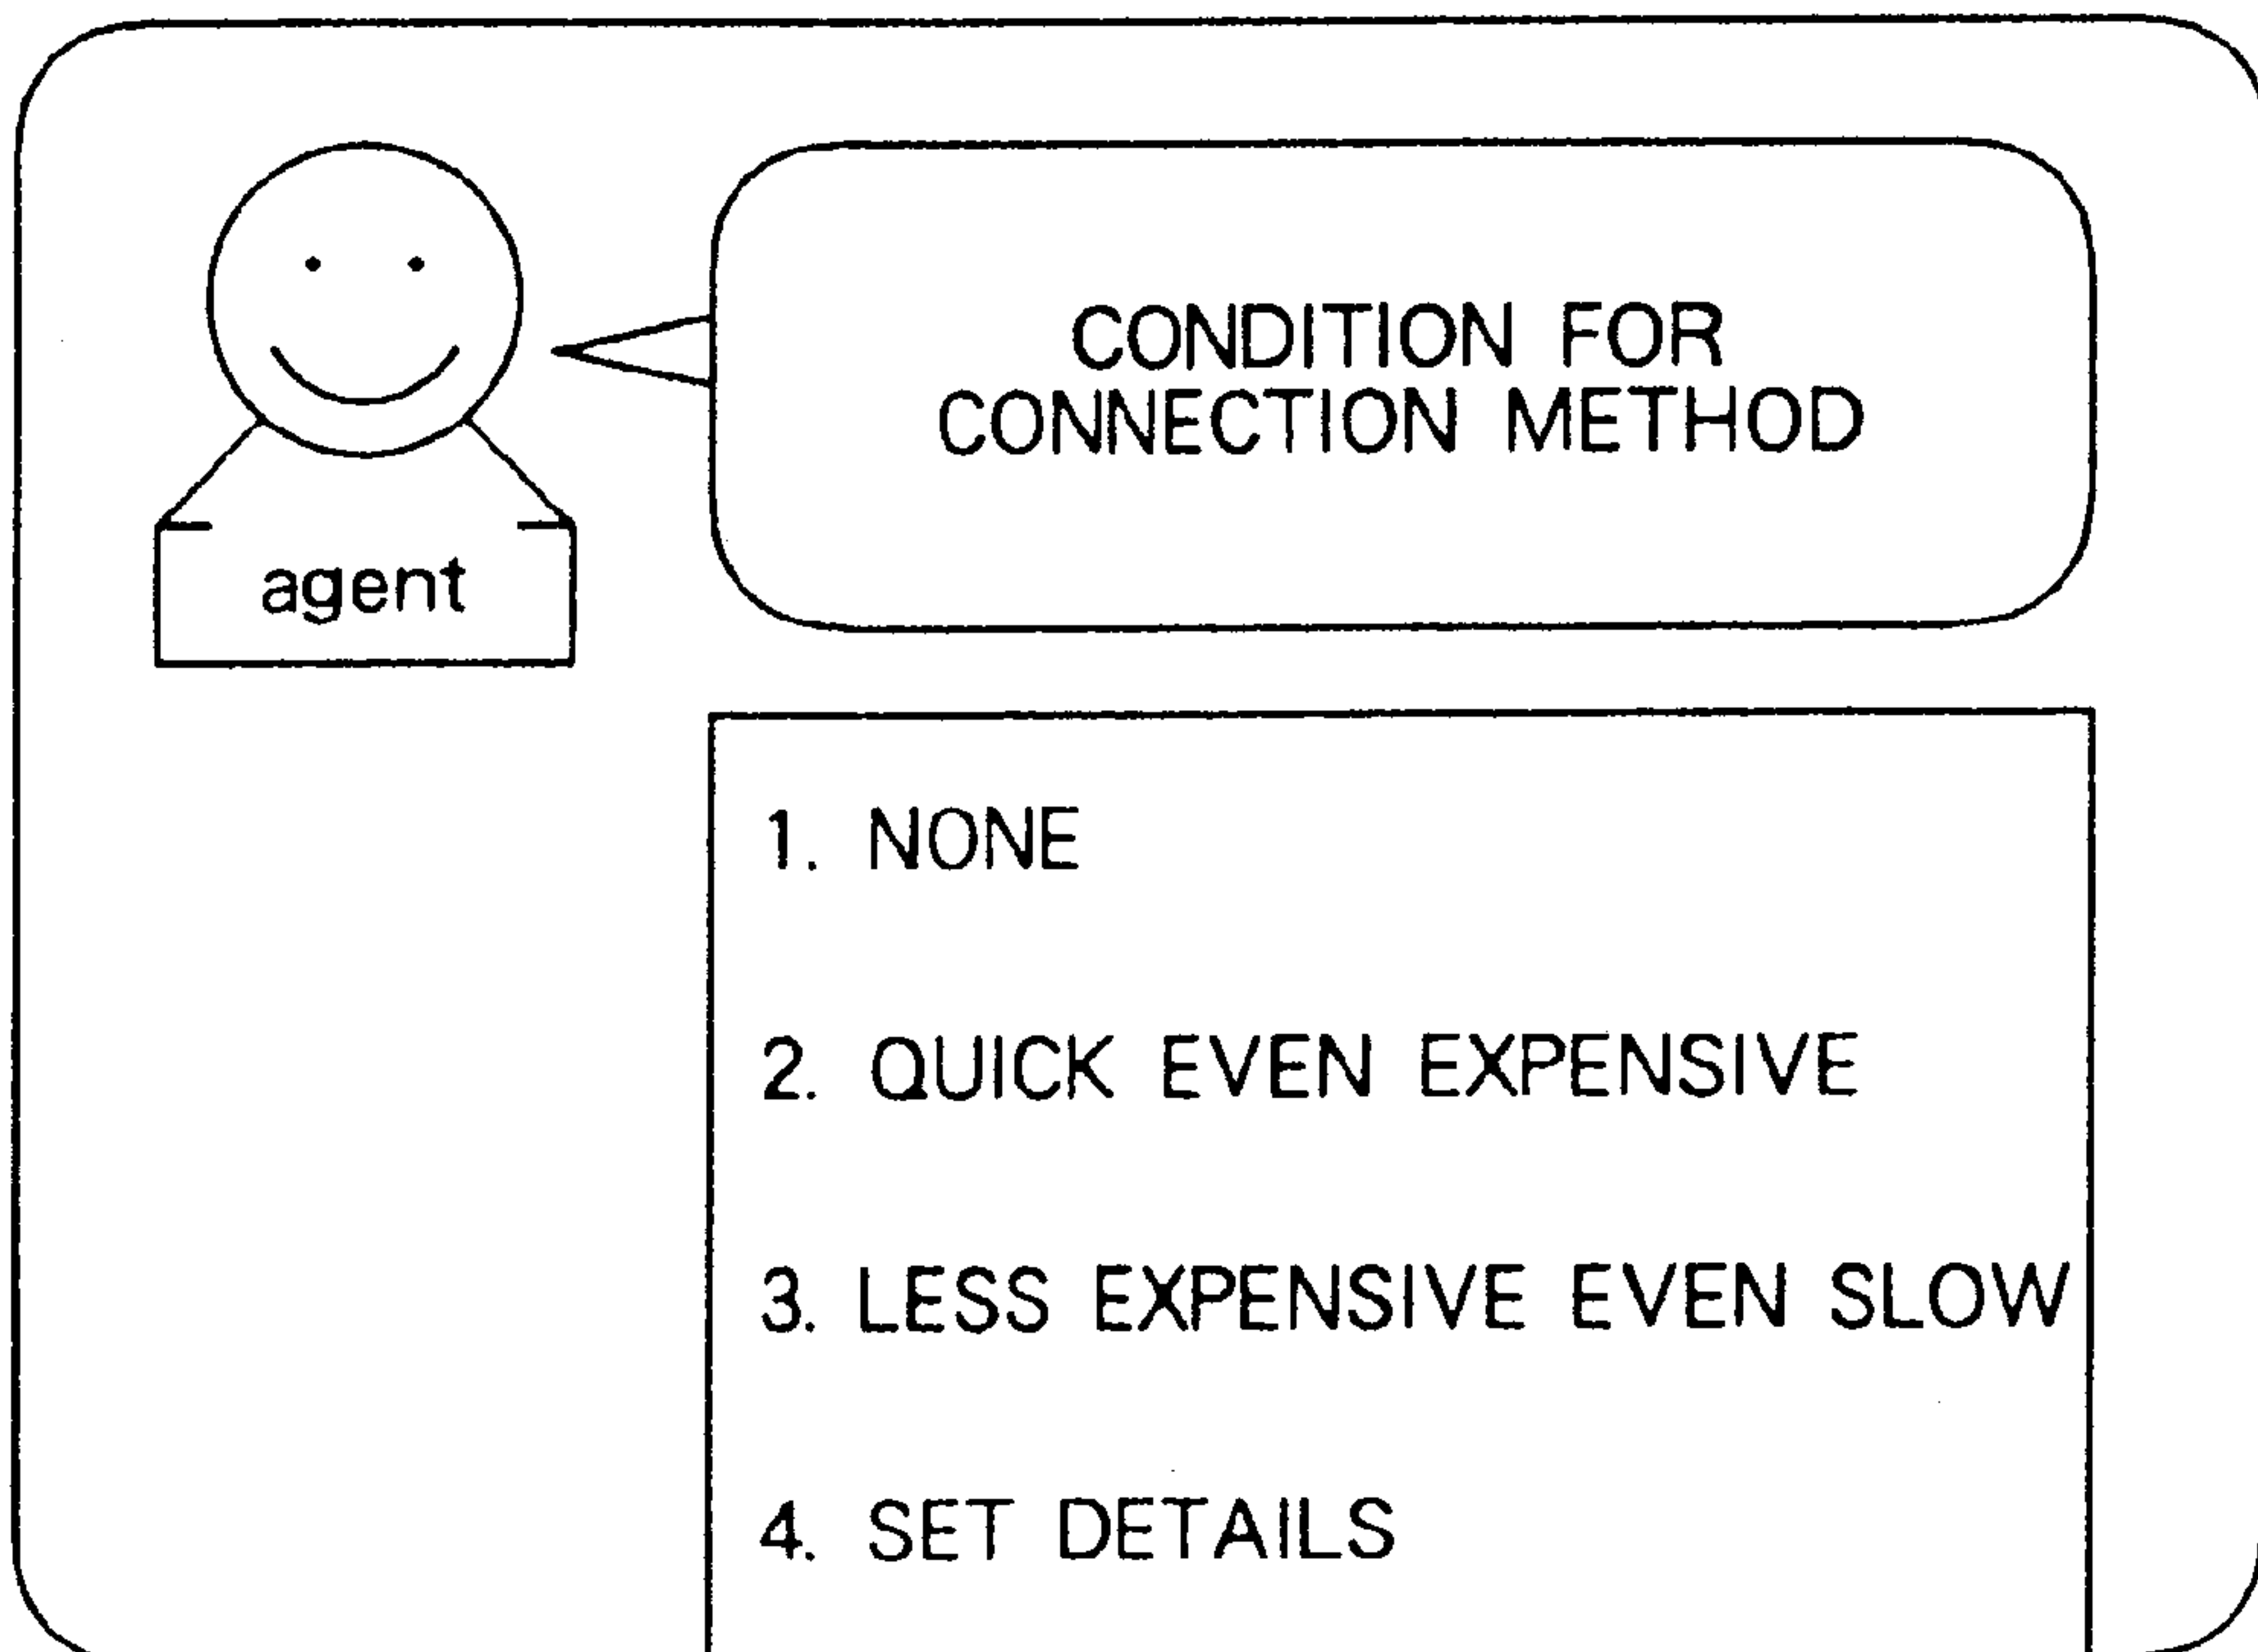 CONDITION FOR
CONNECTION METHOD
agent
1. NONE
2. QUICK EVEN EXPENSIVE
3. LESS EXPENSIVE EVEN SLOW
4. SET DETAILS